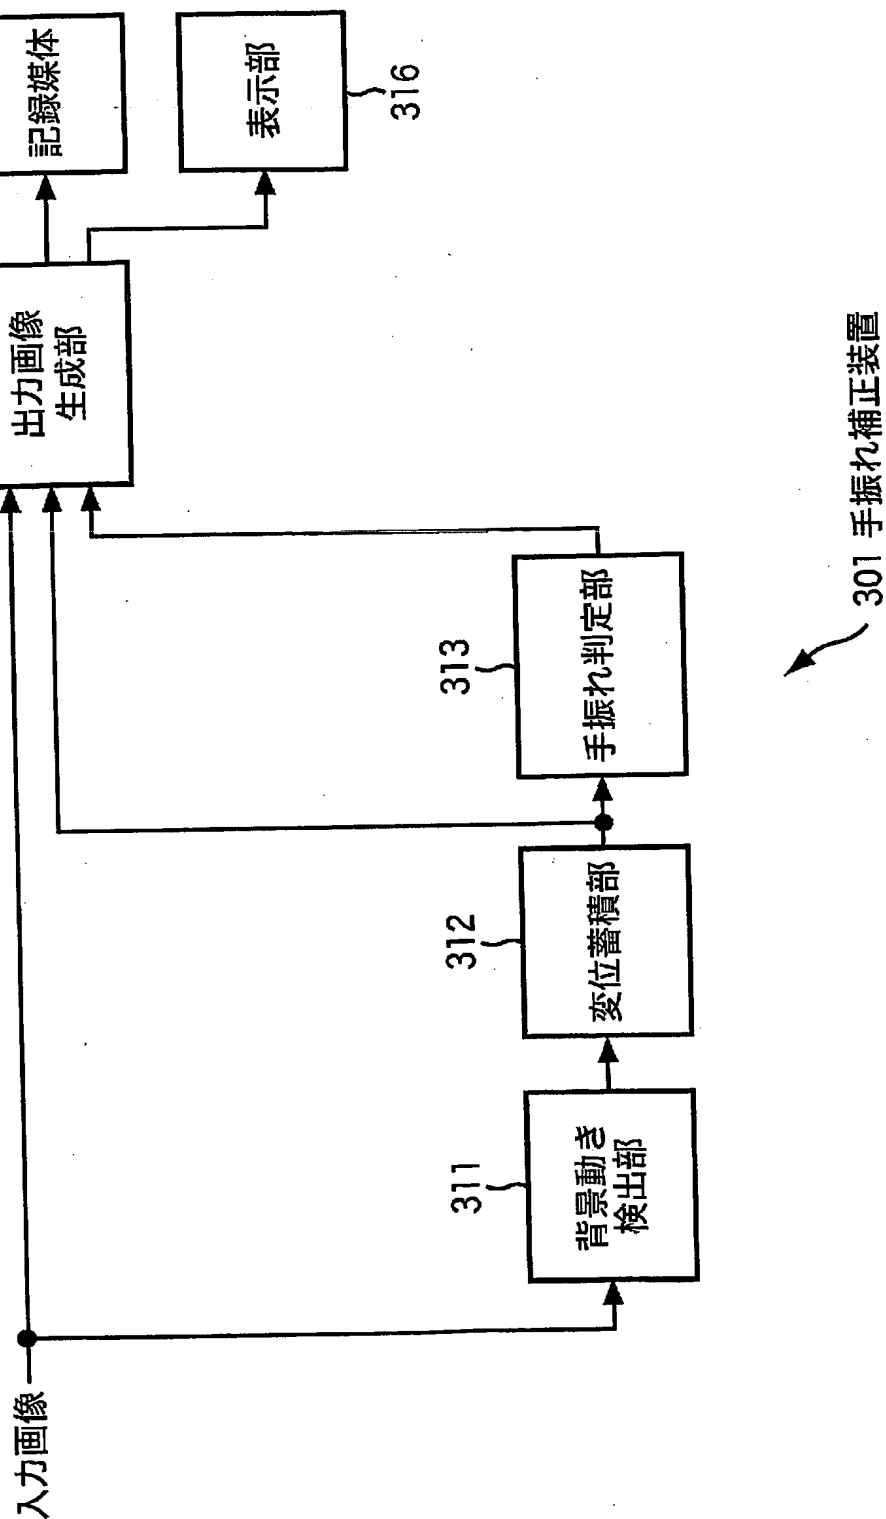 入力画像
出力画像
生成部
記録媒体
表示部
316
311
背景動き
検出部
312
変位蓄積部
313
手振れ判定部
301 手振れ補正装置